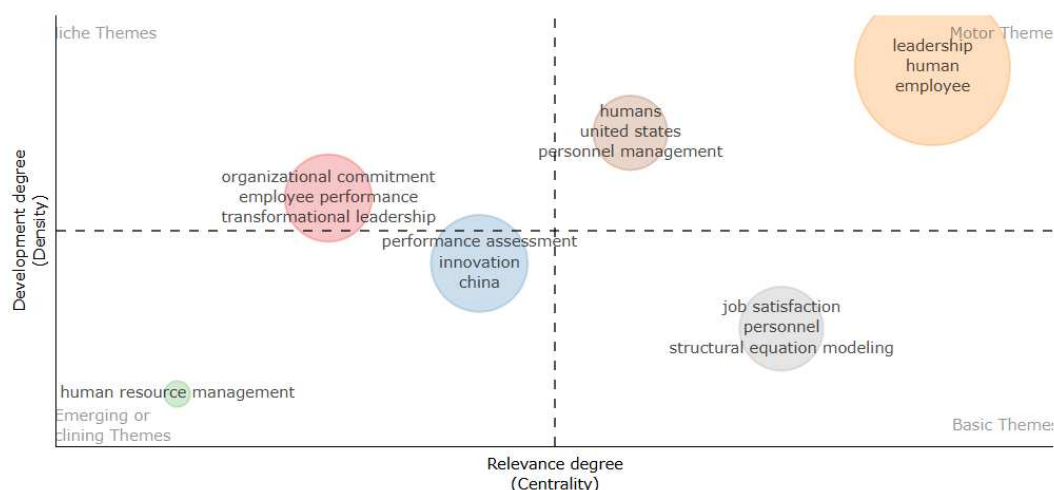 iche Themes
Motor Theme
leadership
human
employee
humans
united states
personnel management
organizational commitment
employee performance
transformational leadership
performance assessment
innovation
china
job satisfaction
personnel
structural equation modeling
human resource management
Emerging or
clining Themes
Basic Themes
Development degree
(Density)
Relevance degree
(Centrality)